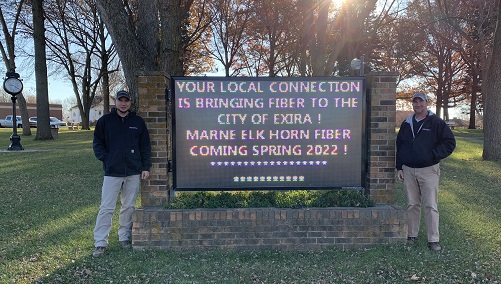 YOUR LOCAL CONNECTION
IS BRINGING FIBER TO THE
CITY OF EXIRA !
MARNE ELK HORN FIBER
COMING SPRING 2022 !